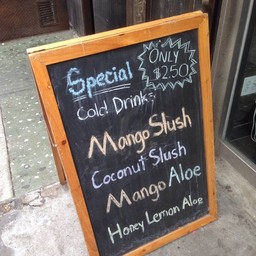 Special
ONLY
$2.50
Cold Drinks
Mango Slush
Coconut Slush
Mango Aloe
Honey Lemon Aloe